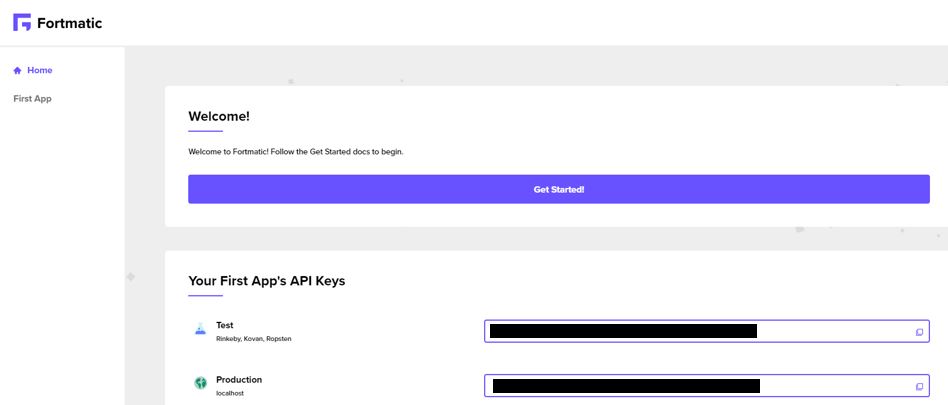 Fortmatic
Home
First App
Welcome!
Welcome to Fortmatic! Follow the Get Started docs to begin.
Get Started!
Your First App's API Keys
Test
Rinkeby, Kovan, Ropsten
Production
localhost